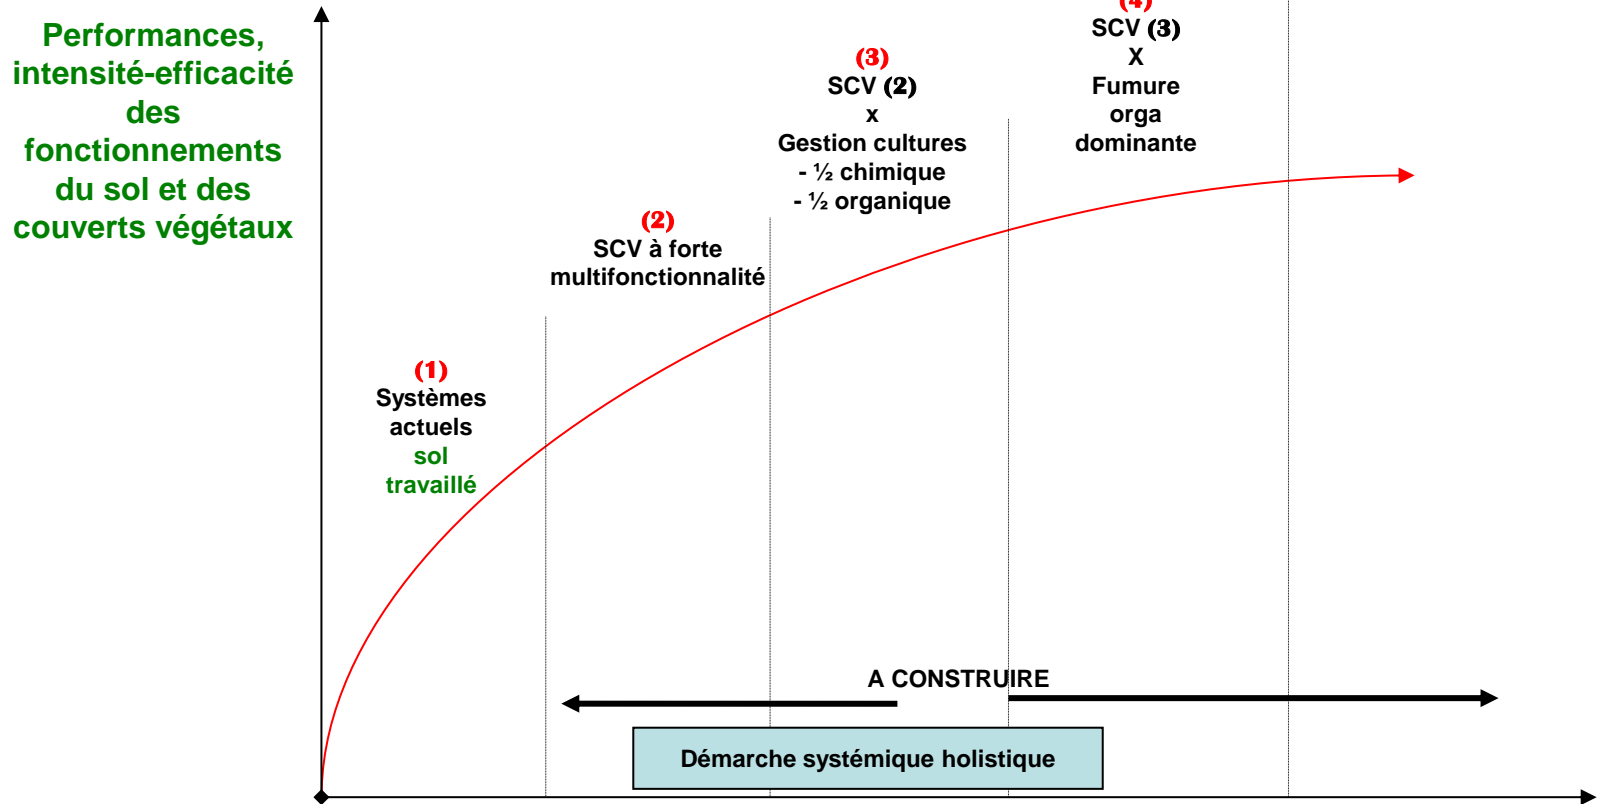 Performances,
intensité-efficacité
des
fonctionnements
du sol et des
couverts végétaux
(1)
Systèmes
actuels
sol
travaillé
(2)
SCV à forte
multifonctionnalité
(3)
SCV (2)
x
Gestion cultures
- ½ chimique
- ½ organique
(4)
SCV (3)
X
Fumure
orga
dominante
A CONSTRUIRE
Démarche systémique holistique